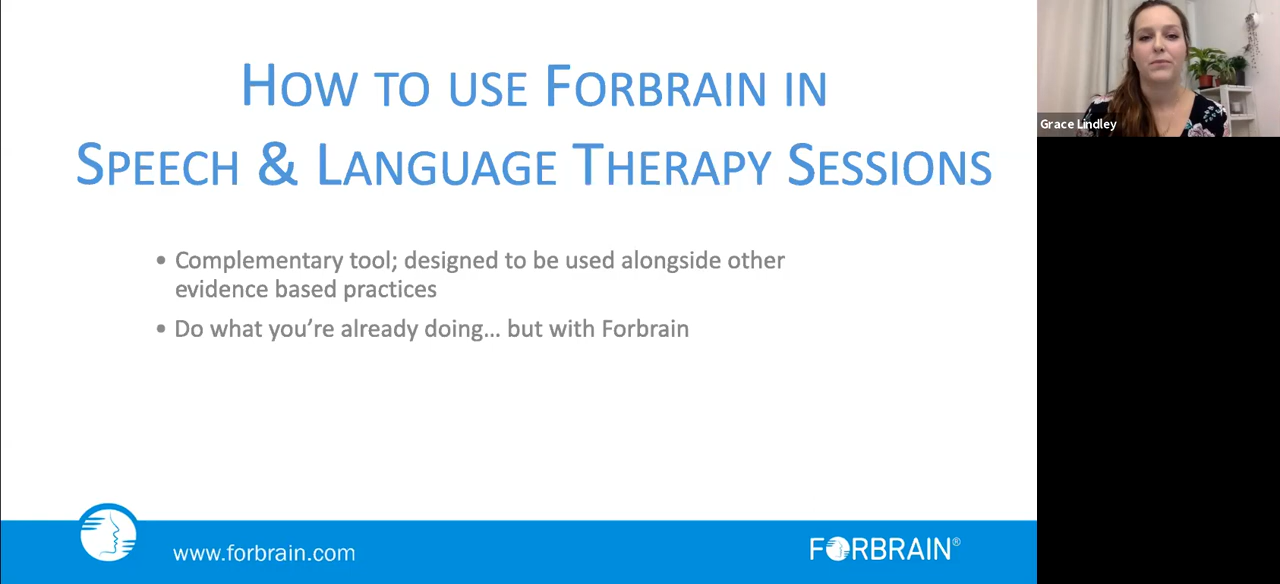 How to use Forbrain in
Speech & Language Therapy Sessions
• Complementary tool; designed to be used alongside other
evidence based practices
• Do what you're already doing... but with Forbrain
Grace Lindley
www.forbrain.com
FORBRAIN®